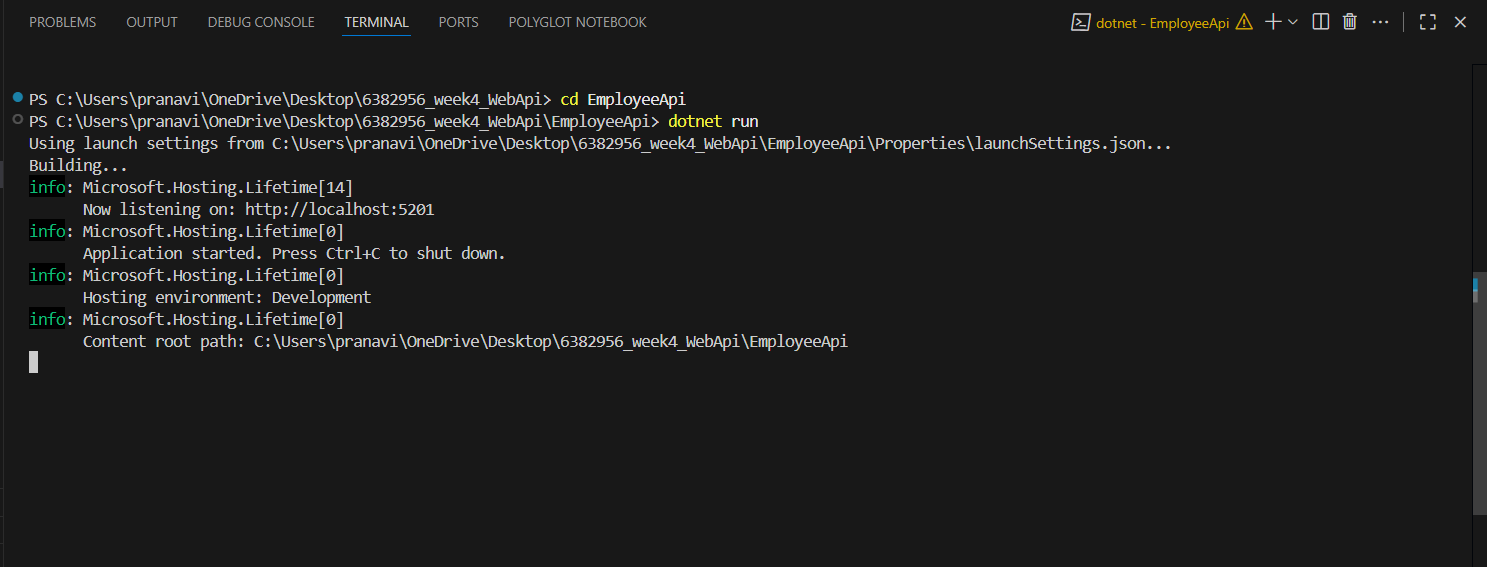 PROBLEMS OUTPUT DEBUG CONSOLE TERMINAL PORTS POLYGLOT NOTEBOOK dotnet - EmployeeApi
PS C:\Users\pranavi\OneDrive\Desktop\6382956_week4_WebApi> cd EmployeeApi
PS C:\Users\pranavi\OneDrive\Desktop\6382956_week4_WebApi\EmployeeApi> dotnet run
Using launch settings from C:\Users\pranavi\OneDrive\Desktop\6382956_week4_WebApi\EmployeeApi\Properties\launchSettings.json...
Building...
info: Microsoft.Hosting.Lifetime[14]
      Now listening on: http://localhost:5201
info: Microsoft.Hosting.Lifetime[0]
      Application started. Press Ctrl+C to shut down.
info: Microsoft.Hosting.Lifetime[0]
      Hosting environment: Development
info: Microsoft.Hosting.Lifetime[0]
      Content root path: C:\Users\pranavi\OneDrive\Desktop\6382956_week4_WebApi\EmployeeApi